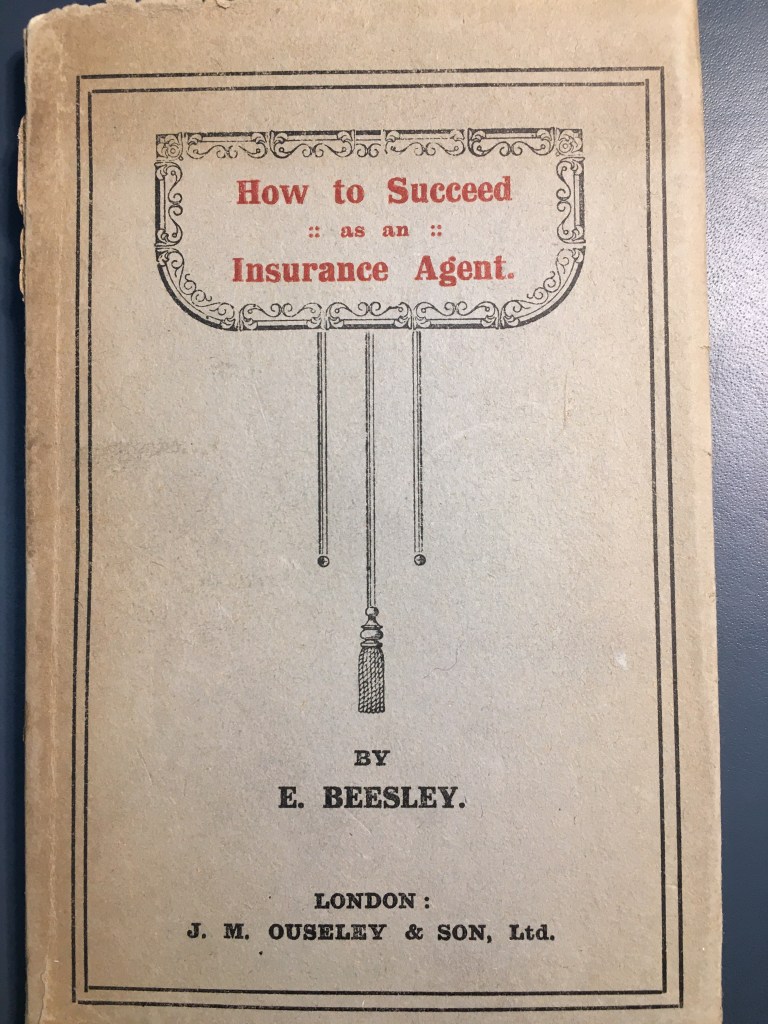 How to Succeed
:: as an ::
Insurance Agent.
BY
E. BEESLEY.
LONDON:
J. M. OUSELEY & SON, Ltd.